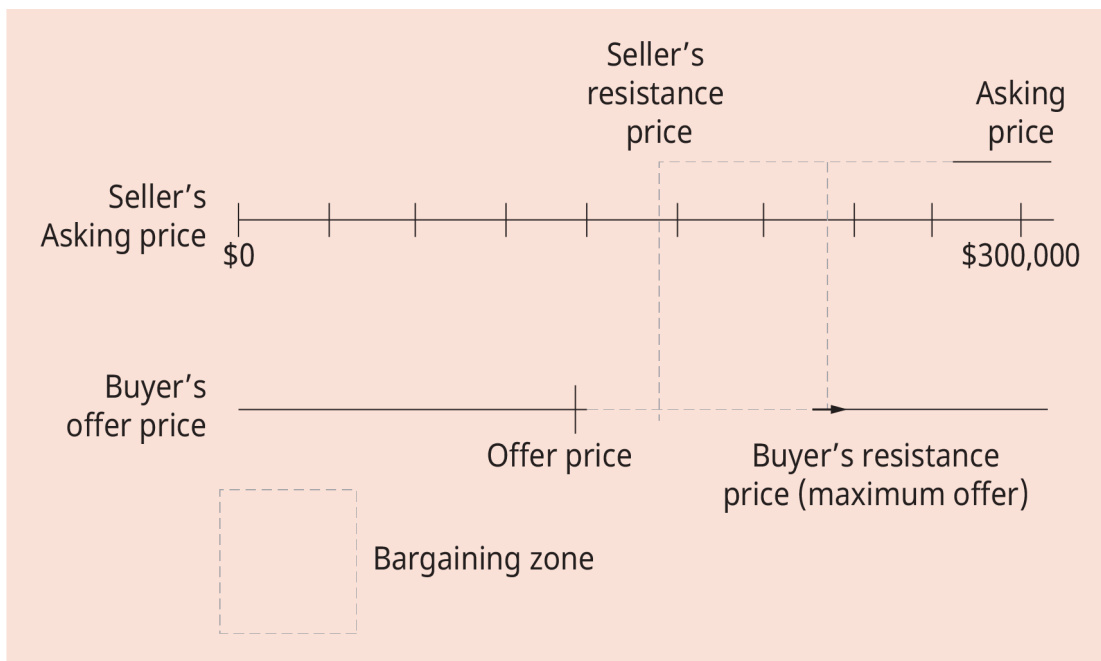 Seller’s
resistance
price
Asking
price
Seller’s
Asking price
$0
$300,000
Buyer’s
offer price
Offer price
Buyer’s resistance
price (maximum offer)
Bargaining zone